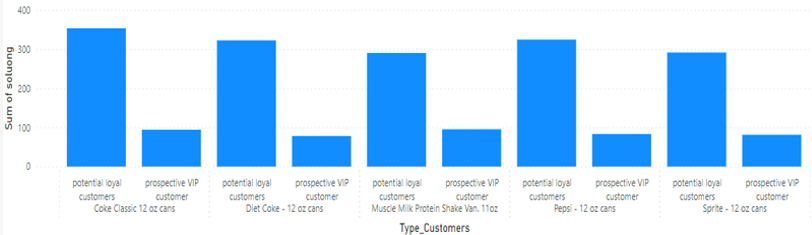 400
300
200
100
0
Sum of soluong
potential loyal customers
prospective VIP customer
potential loyal customers
prospective VIP customer
potential loyal customers
prospective VIP customer
potential loyal customers
prospective VIP customer
potential loyal customers
prospective VIP customer
Coke Classic 12 oz cans
Diet Coke - 12 oz cans
Muscle Milk Protein Shake Van. 11oz
Pepsi - 12 oz cans
Sprite - 12 oz cans
Type_Customers